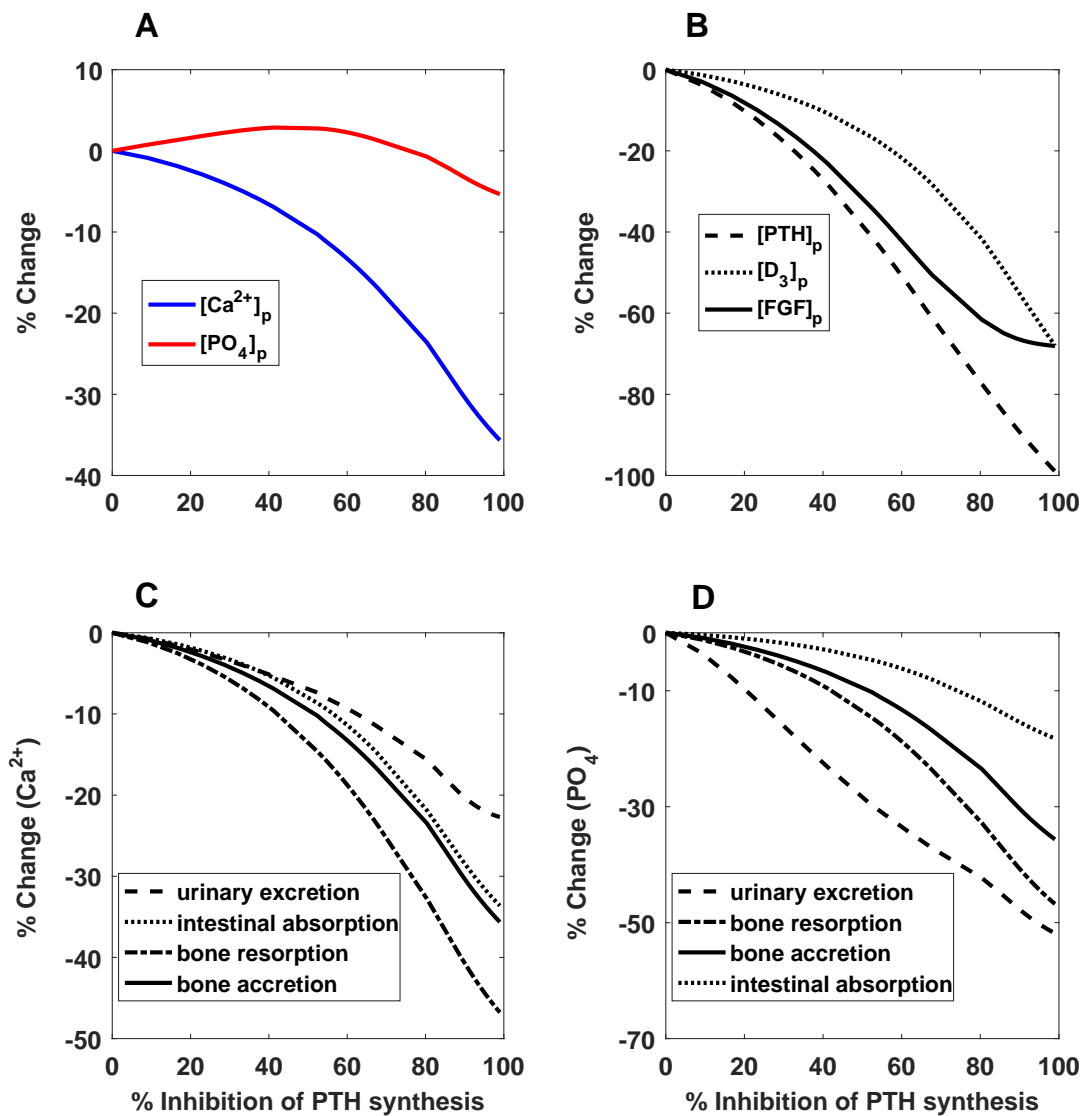 A
10
0
-10
-20
-30
-40
% Change
[Ca2+]p
[PO4]p
0 20 40 60 80 100
B
0
-20
-40
-60
-80
-100
% Change
[PTH]p
[D3]p
[FGF]p
0 20 40 60 80 100
C
0
-10
-20
-30
-40
-50
% Change (Ca2+)
urinary excretion
intestinal absorption
bone resorption
bone accretion
0 20 40 60 80 100
% Inhibition of PTH synthesis
D
0
-10
-30
-50
-70
% Change (PO4)
urinary excretion
bone resorption
bone accretion
intestinal absorption
0 20 40 60 80 100
% Inhibition of PTH synthesis